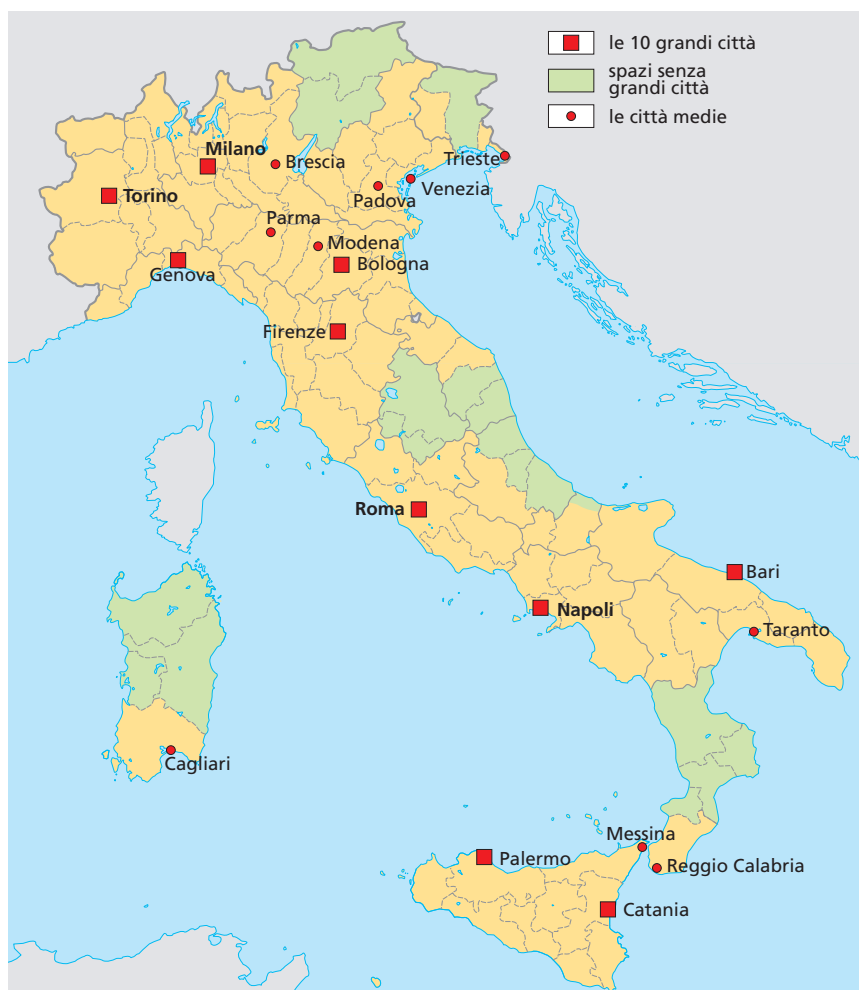 le 10 grandi città
spazi senza
grandi città
le città medie
Milano
Brescia
Trieste
Torino
Padova
Venezia
Parma
Modena
Genova
Bologna
Firenze
Roma
Bari
Napoli
Taranto
Cagliari
Messina
Palermo
Reggio Calabria
Catania